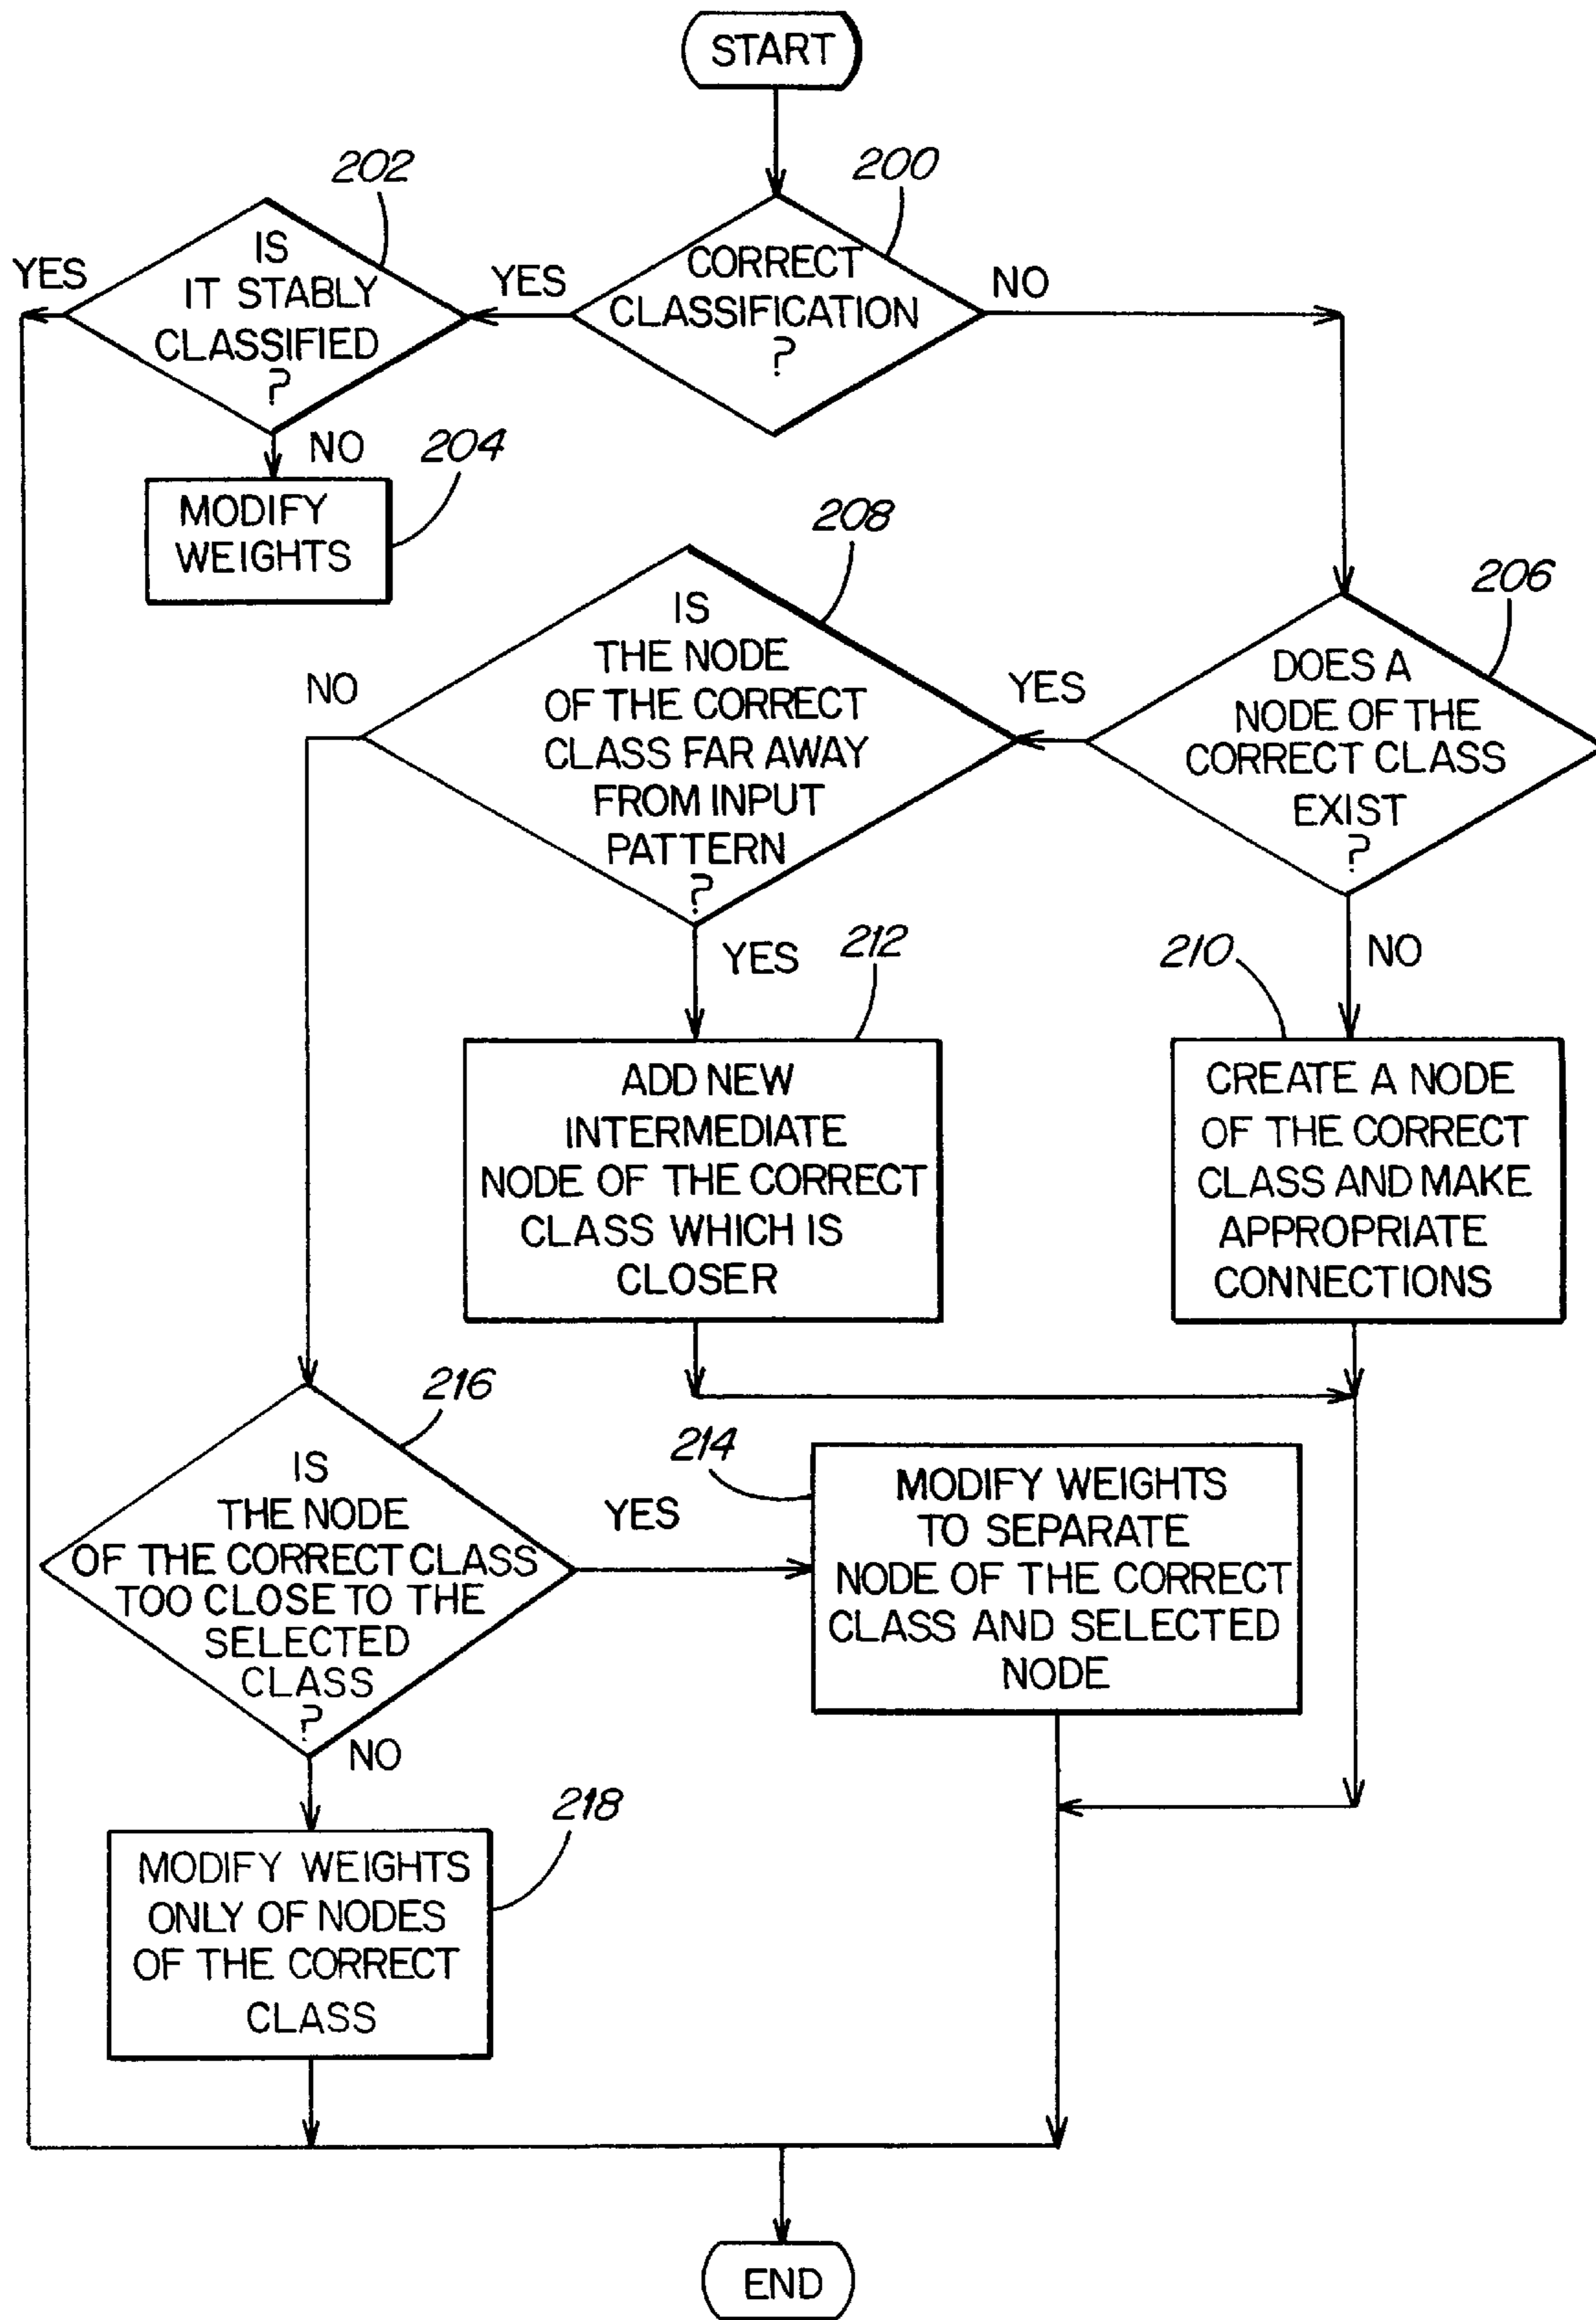 START
200
CORRECT
CLASSIFICATION
?
YES
NO
202
IS
IT STABLY
CLASSIFIED
?
YES
NO
204
MODIFY
WEIGHTS
206
DOES A
NODE OF THE
CORRECT CLASS
EXIST
?
YES
NO
208
IS
THE NODE
OF THE CORRECT
CLASS FAR AWAY
FROM INPUT
PATTERN
?
NO
YES
212
ADD NEW
INTERMEDIATE
NODE OF THE CORRECT
CLASS WHICH IS
CLOSER
210
CREATE A NODE
OF THE CORRECT
CLASS AND MAKE
APPROPRIATE
CONNECTIONS
216
IS
THE NODE
OF THE CORRECT CLASS
TOO CLOSE TO THE
SELECTED
CLASS
?
YES
NO
214
MODIFY WEIGHTS
TO SEPARATE
NODE OF THE CORRECT
CLASS AND SELECTED
NODE
218
MODIFY WEIGHTS
ONLY OF NODES
OF THE CORRECT
CLASS
END